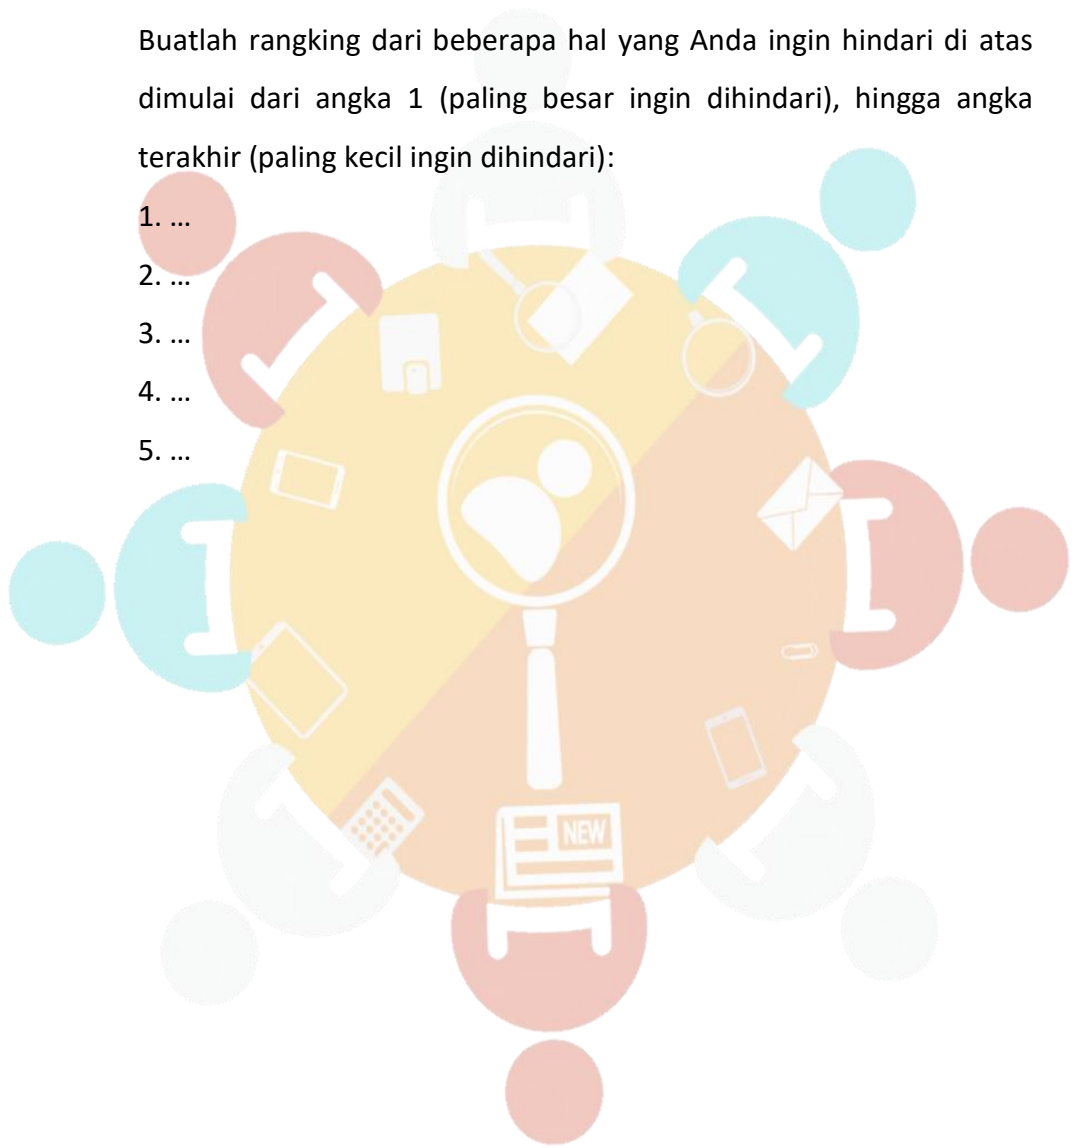 Buatlah rangking dari beberapa hal yang Anda ingin hindari di atas
dimulai dari angka 1 (paling besar ingin dihindari), hingga angka
terakhir (paling kecil ingin dihindari):
1. ...
2. ...
3. ...
4. ...
5. ...
NEW